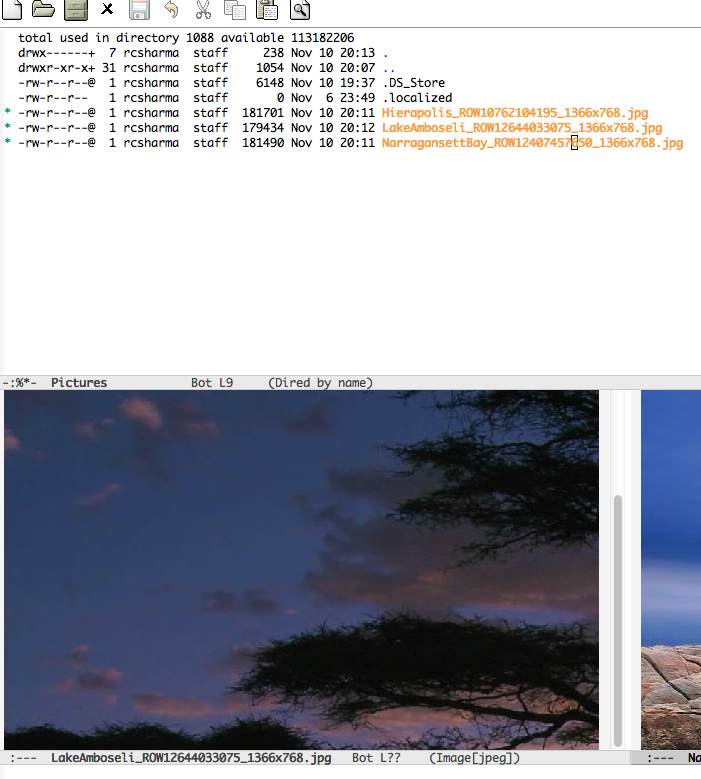 total used in directory 1088 available 113182206
drwx------+  7 rcsharma  staff     238 Nov 10 20:13 .
drwxr-xr-x+ 31 rcsharma  staff    1054 Nov 10 20:07 ..
-rw-r--r--@  1 rcsharma  staff    6148 Nov 10 19:37 .DS_Store
-rw-r--r--   1 rcsharma  staff       0 Nov  6 23:49 .localized
* -rw-r--r--@  1 rcsharma  staff  181701 Nov 10 20:11 Hierapolis_ROW10762104195_1366x768.jpg
* -rw-r--r--@  1 rcsharma  staff  179434 Nov 10 20:12 LakeAmboseli_ROW12644033075_1366x768.jpg
* -rw-r--r--@  1 rcsharma  staff  181490 Nov 10 20:11
-:%*-  Pictures            Bot L9     (Dired by name)
:---  LakeAmboseli_ROW12644033075_1366x768.jpg   Bot L??    (Image[jpeg])
:---  Na